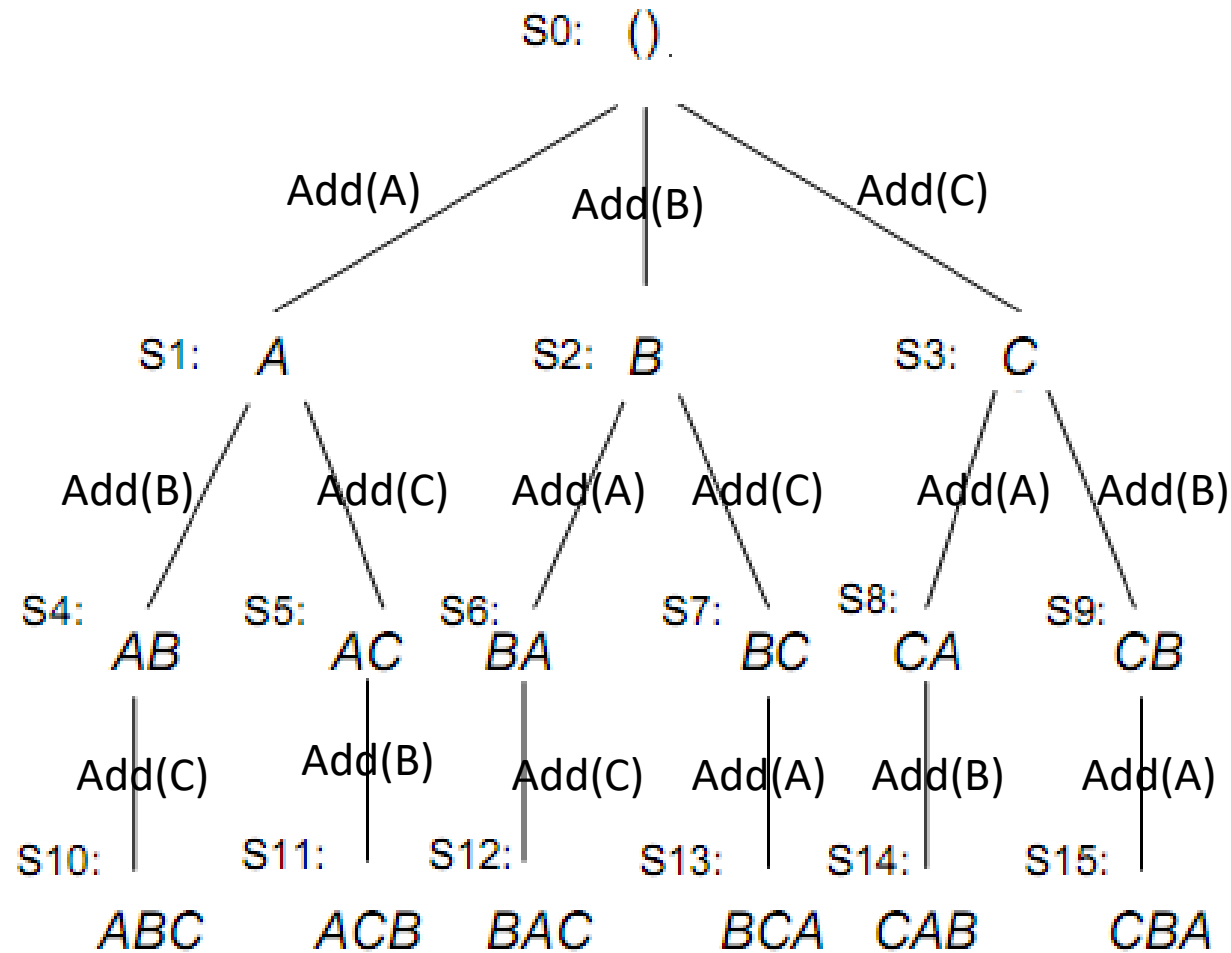 S0: ()
Add(A) Add(B) Add(C)
S1: A S2: B S3: C
Add(B) Add(C) Add(A) Add(C) Add(A) Add(B)
S4: S5: S6: S7: S8: S9:
AB AC BA BC CA CB
Add(C) Add(B) Add(C) Add(A) Add(B) Add(A)
S10: S11: S12: S13: S14: S15:
ABC ACB BAC BCA CAB CBA